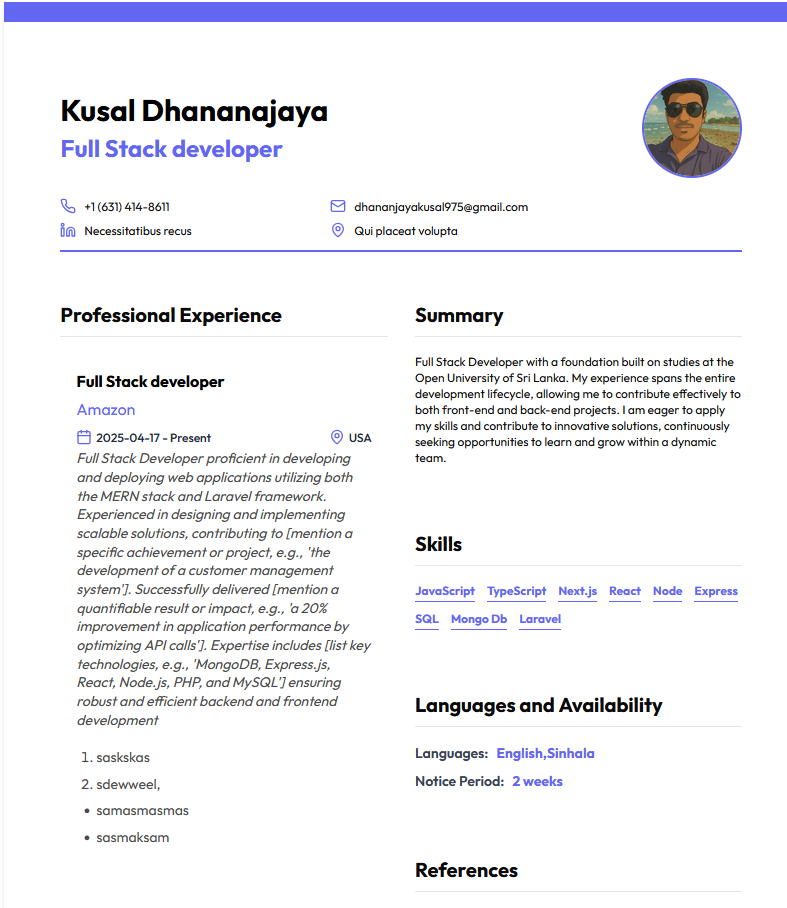 Kusal Dhananajaya
Full Stack developer
+1 (631) 414-8611
dhananjayakusal975@gmail.com
Necessitatibus recus
Qui placeat volupta
Professional Experience
Full Stack developer
Amazon
2025-04-17 - Present
USA
Full Stack Developer proficient in developing
and deploying web applications utilizing both
the MERN stack and Laravel framework.
Experienced in designing and implementing
scalable solutions, contributing to [mention a
specific achievement or project, e.g., 'the
development of a customer management
system']. Successfully delivered [mention a
quantifiable result or impact, e.g., 'a 20%
improvement in application performance by
optimizing API calls']. Expertise includes [list key
technologies, e.g., 'MongoDB, Express.js,
React, Node.js, PHP, and MySQL'] ensuring
robust and efficient backend and frontend
development
1. saskskas
2. sdewweel,
• samasmasmas
• sasmaksam
Summary
Full Stack Developer with a foundation built on studies at the
Open University of Sri Lanka. My experience spans the entire
development lifecycle, allowing me to contribute effectively to
both front-end and back-end projects. I am eager to apply
my skills and contribute to innovative solutions, continuously
seeking opportunities to learn and grow within a dynamic
team.
Skills
JavaScript TypeScript Next.js React Node Express
SQL Mongo Db Laravel
Languages and Availability
Languages: English,Sinhala
Notice Period: 2 weeks
References